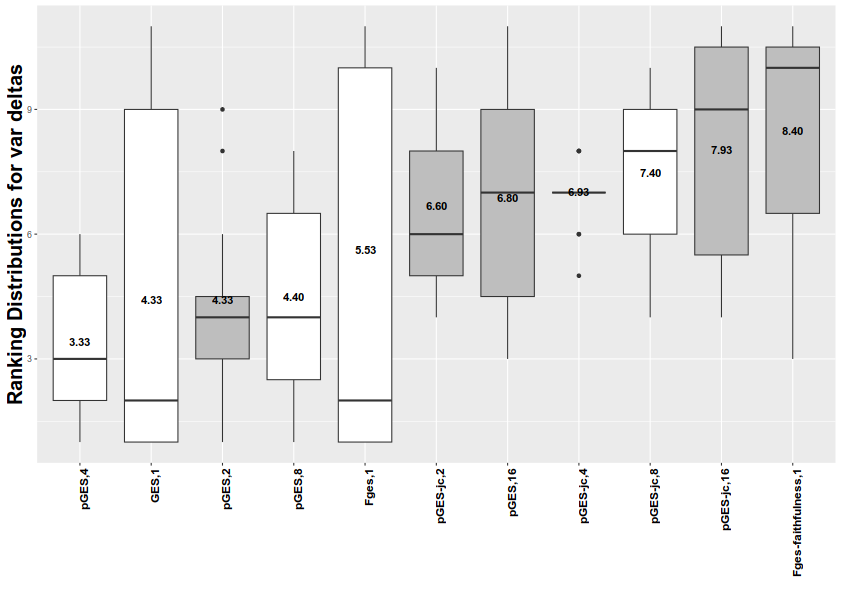 Ranking Distributions for var deltas
9
6
3
3.33
4.33
4.33
4.40
5.53
6.60
6.80
6.93
7.40
7.93
8.40
pGES,4
GES,1
pGES,2
pGES,8
Fges,1
pGES-jc,2
pGES,16
pGES-jc,4
pGES-jc,8
pGES-jc,16
Fges-faithfulness,1